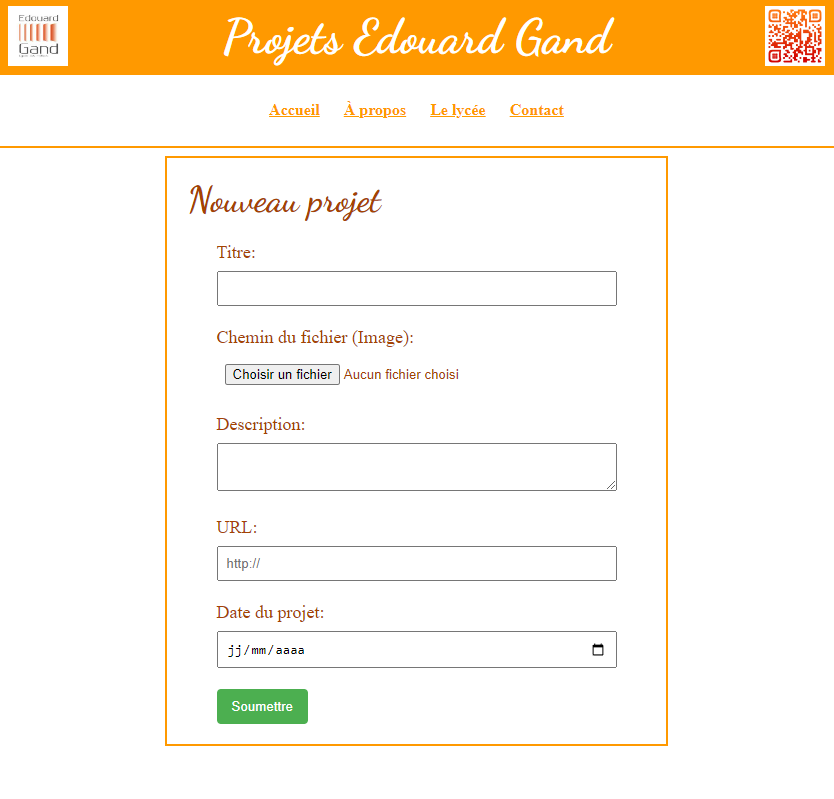 Edouard
Gand
Projets Edouard Gand
Accueil À propos Le lycée Contact
Nouveau projet
Titre:
Chemin du fichier (Image):
Choisir un fichier Aucun fichier choisi
Description:
URL:
http://
Date du projet:
jj/mm/aaaa
Soumettre